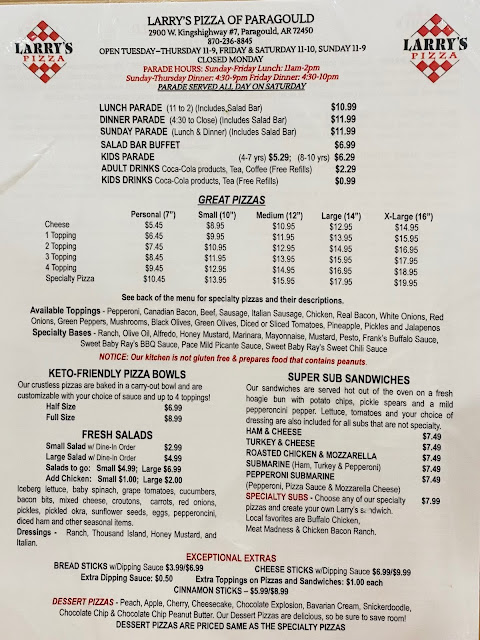 LARRY'S
PIZZA
LARRY'S PIZZA OF PARAGOULD
2900 W. Kingshighway #7, Paragould, AR 72450
870-236-8845
OPEN TUESDAY–THURSDAY 11-9, FRIDAY & SATURDAY 11-10, SUNDAY 11-9
CLOSED MONDAY
PARADE HOURS: Sunday-Friday Lunch: 11am-2pm
Sunday-Thursday Dinner: 4:30-9pm Friday Dinner: 4:30-10pm
PARADE SERVED ALL DAY ON SATURDAY
LARRY'S
PIZZA
LUNCH PARADE (11 to 2) (Includes,Salad Bar) $10.99
DINNER PARADE (4:30 to Close) (Includes Salad Bar) $11.99
SUNDAY PARADE (Lunch & Dinner) (Includes Salad Bar) $11.99
SALAD BAR BUFFET $6.99
KIDS PARADE (4-7 yrs) $5.29; (8-10 yrs) $6.29
ADULT DRINKS Coca-Cola products, Tea, Coffee (Free Refills) $2.29
KIDS DRINKS Coca-Cola products, Tea (Free Refills) $0.99
GREAT PIZZAS
Personal (7") Small (10") Medium (12") Large (14") X-Large (16")
Cheese $5.45 $8.95 $10.95 $12.95 $14.95
1 Topping $6.45 $9.95 $11.95 $13.95 $15.95
2 Topping $7.45 $10.95 $12.95 $14.95 $16.95
3 Topping $8.45 $11.95 $13.95 $15.95 $17.95
4 Topping $9.45 $12.95 $14.95 $16.95 $18.95
Specialty Pizza $10.45 $13.95 $15.95 $17.95 $19.95
See back of the menu for specialty pizzas and their descriptions.
Available Toppings - Pepperoni, Canadian Bacon, Beef, Sausage, Italian Sausage, Chicken, Real Bacon, White Onions, Red
Onions, Green Peppers, Mushrooms, Black Olives, Green Olives, Diced or Sliced Tomatoes, Pineapple, Pickles and Jalapenos
Specialty Bases - Ranch, Olive Oil, Alfredo, Honey Mustard, Marinara, Mayonnaise, Mustard, Pesto, Frank's Buffalo Sauce,
Sweet Baby Ray's BBQ Sauce, Pace Mild Picante Sauce, Sweet Baby Ray's Sweet Chili Sauce
NOTICE: Our kitchen is not gluten free & prepares food that contains peanuts.
KETO-FRIENDLY PIZZA BOWLS
Our crustless pizzas are baked in a carry-out bowl and are
customizable with your choice of sauce and up to 4 toppings!
Half Size $6.99
Full Size $8.99
FRESH SALADS
Small Salad w/ Dine-In Order $2.99
Large Salad w/ Dine-In Order $4.99
Salads to go: Small $4.99; Large $6.99
Add Chicken: Small $1.00; Large $2.00
Iceberg lettuce, baby spinach, grape tomatoes, cucumbers,
bacon bits, mixed cheese, croutons, carrots, red onions,
pickles, pickled okra, sunflower seeds, eggs, pepperoncini,
diced ham and other seasonal items.
Dressings - Ranch, Thousand Island, Honey Mustard, and
Italian.
SUPER SUB SANDWICHES
Our sandwiches are served hot out of the oven on a fresh
hoagie bun with potato chips, pickle spears and a mild
pepperoncini pepper. Lettuce, tomatoes and your choice of
dressing are also included for all subs that are not specialty.
HAM & CHEESE $7.49
TURKEY & CHEESE $7.49
ROASTED CHICKEN & MOZZARELLA $7.49
SUBMARINE (Ham, Turkey & Pepperoni) $7.49
PEPPERONI SUBMARINE $7.49
(Pepperoni, Pizza Sauce & Mozzarella Cheese)
SPECIALTY SUBS - Choose any of our specialty $7.99
pizzas and create your own Larry's sandwich.
Local favorites are Buffalo Chicken,
Meat Madness & Chicken Bacon Ranch.
EXCEPTIONAL EXTRAS
BREAD STICKS w/Dipping Sauce $3.99/$6.99 CHEESE STICKS w/Dipping Sauce $6.99/$9.99
Extra Dipping Sauce: $0.50 Extra Toppings on Pizzas and Sandwiches: $1.00 each
CINNAMON STICKS – $5.99/$8.99
DESSERT PIZZAS - Peach, Apple, Cherry, Cheesecake, Chocolate Explosion, Bavarian Cream, Snickerdoodle,
Chocolate Chip & Chocolate Chip Peanut Butter. Our Dessert Pizzas are delicious, so be sure to save room!
DESSERT PIZZAS ARE PRICED SAME AS THE SPECIALTY PIZZAS